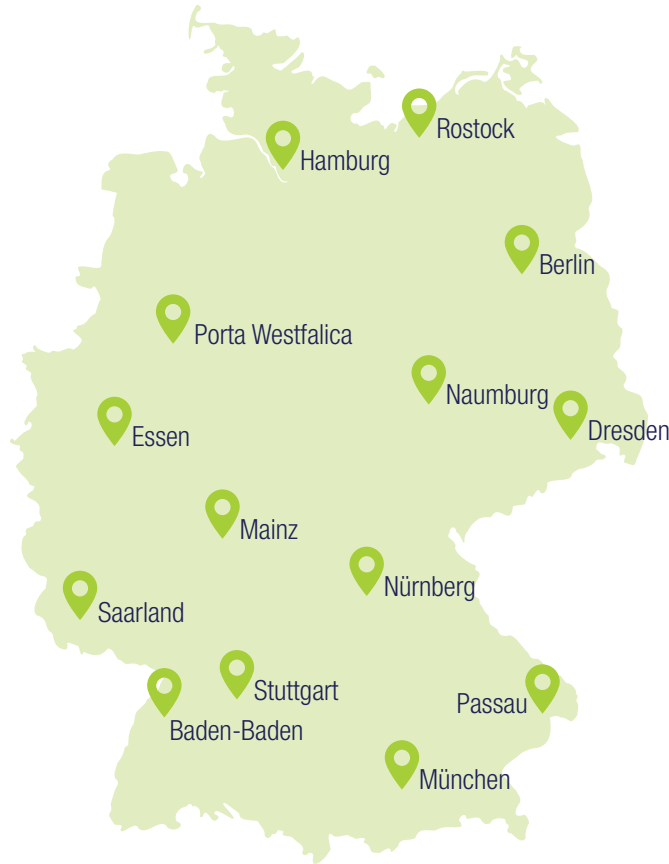 Rostock
Hamburg
Berlin
Porta Westfalica
Naumburg
Dresden
Essen
Mainz
Nürnberg
Saarland
Stuttgart
Passau
Baden-Baden
München